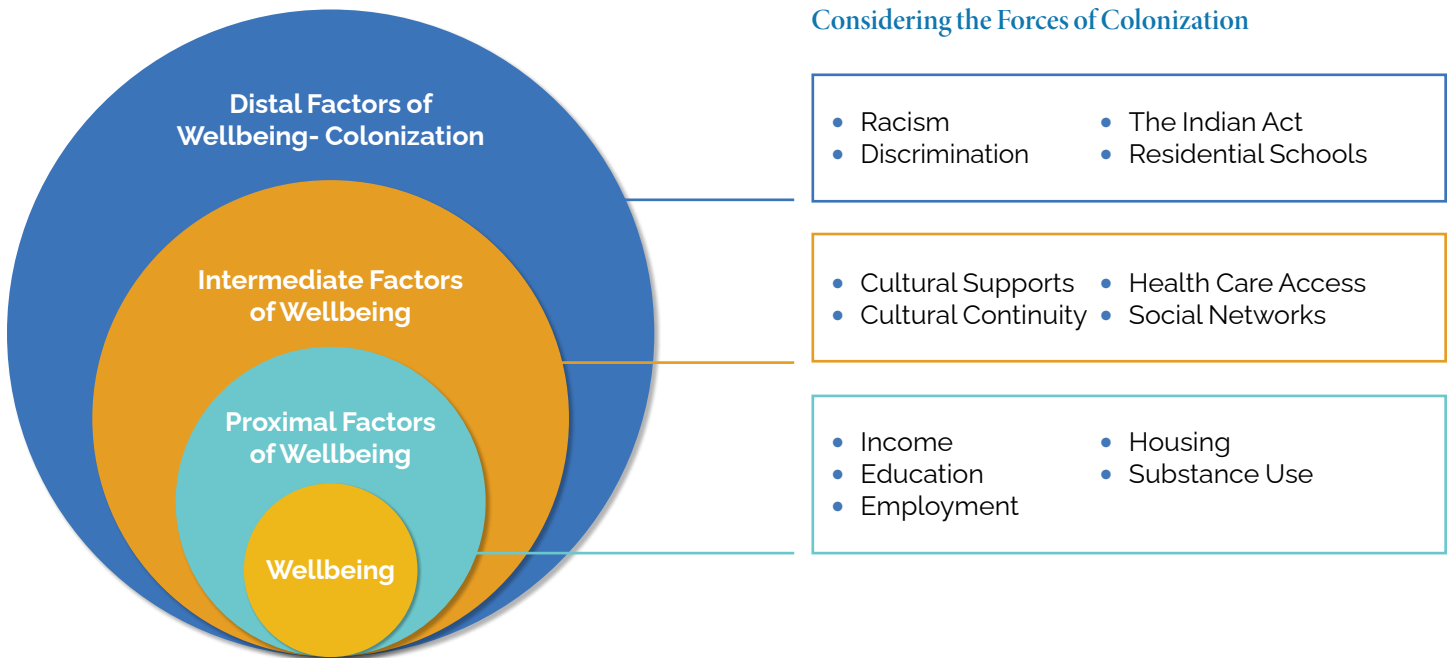 Considering the Forces of Colonization
Distal Factors of
Wellbeing- Colonization
Racism
Discrimination
The Indian Act
Residential Schools
Intermediate Factors
of Wellbeing
Cultural Supports
Cultural Continuity
Health Care Access
Social Networks
Proximal Factors
of Wellbeing
Income
Education
Employment
Housing
Substance Use
Wellbeing